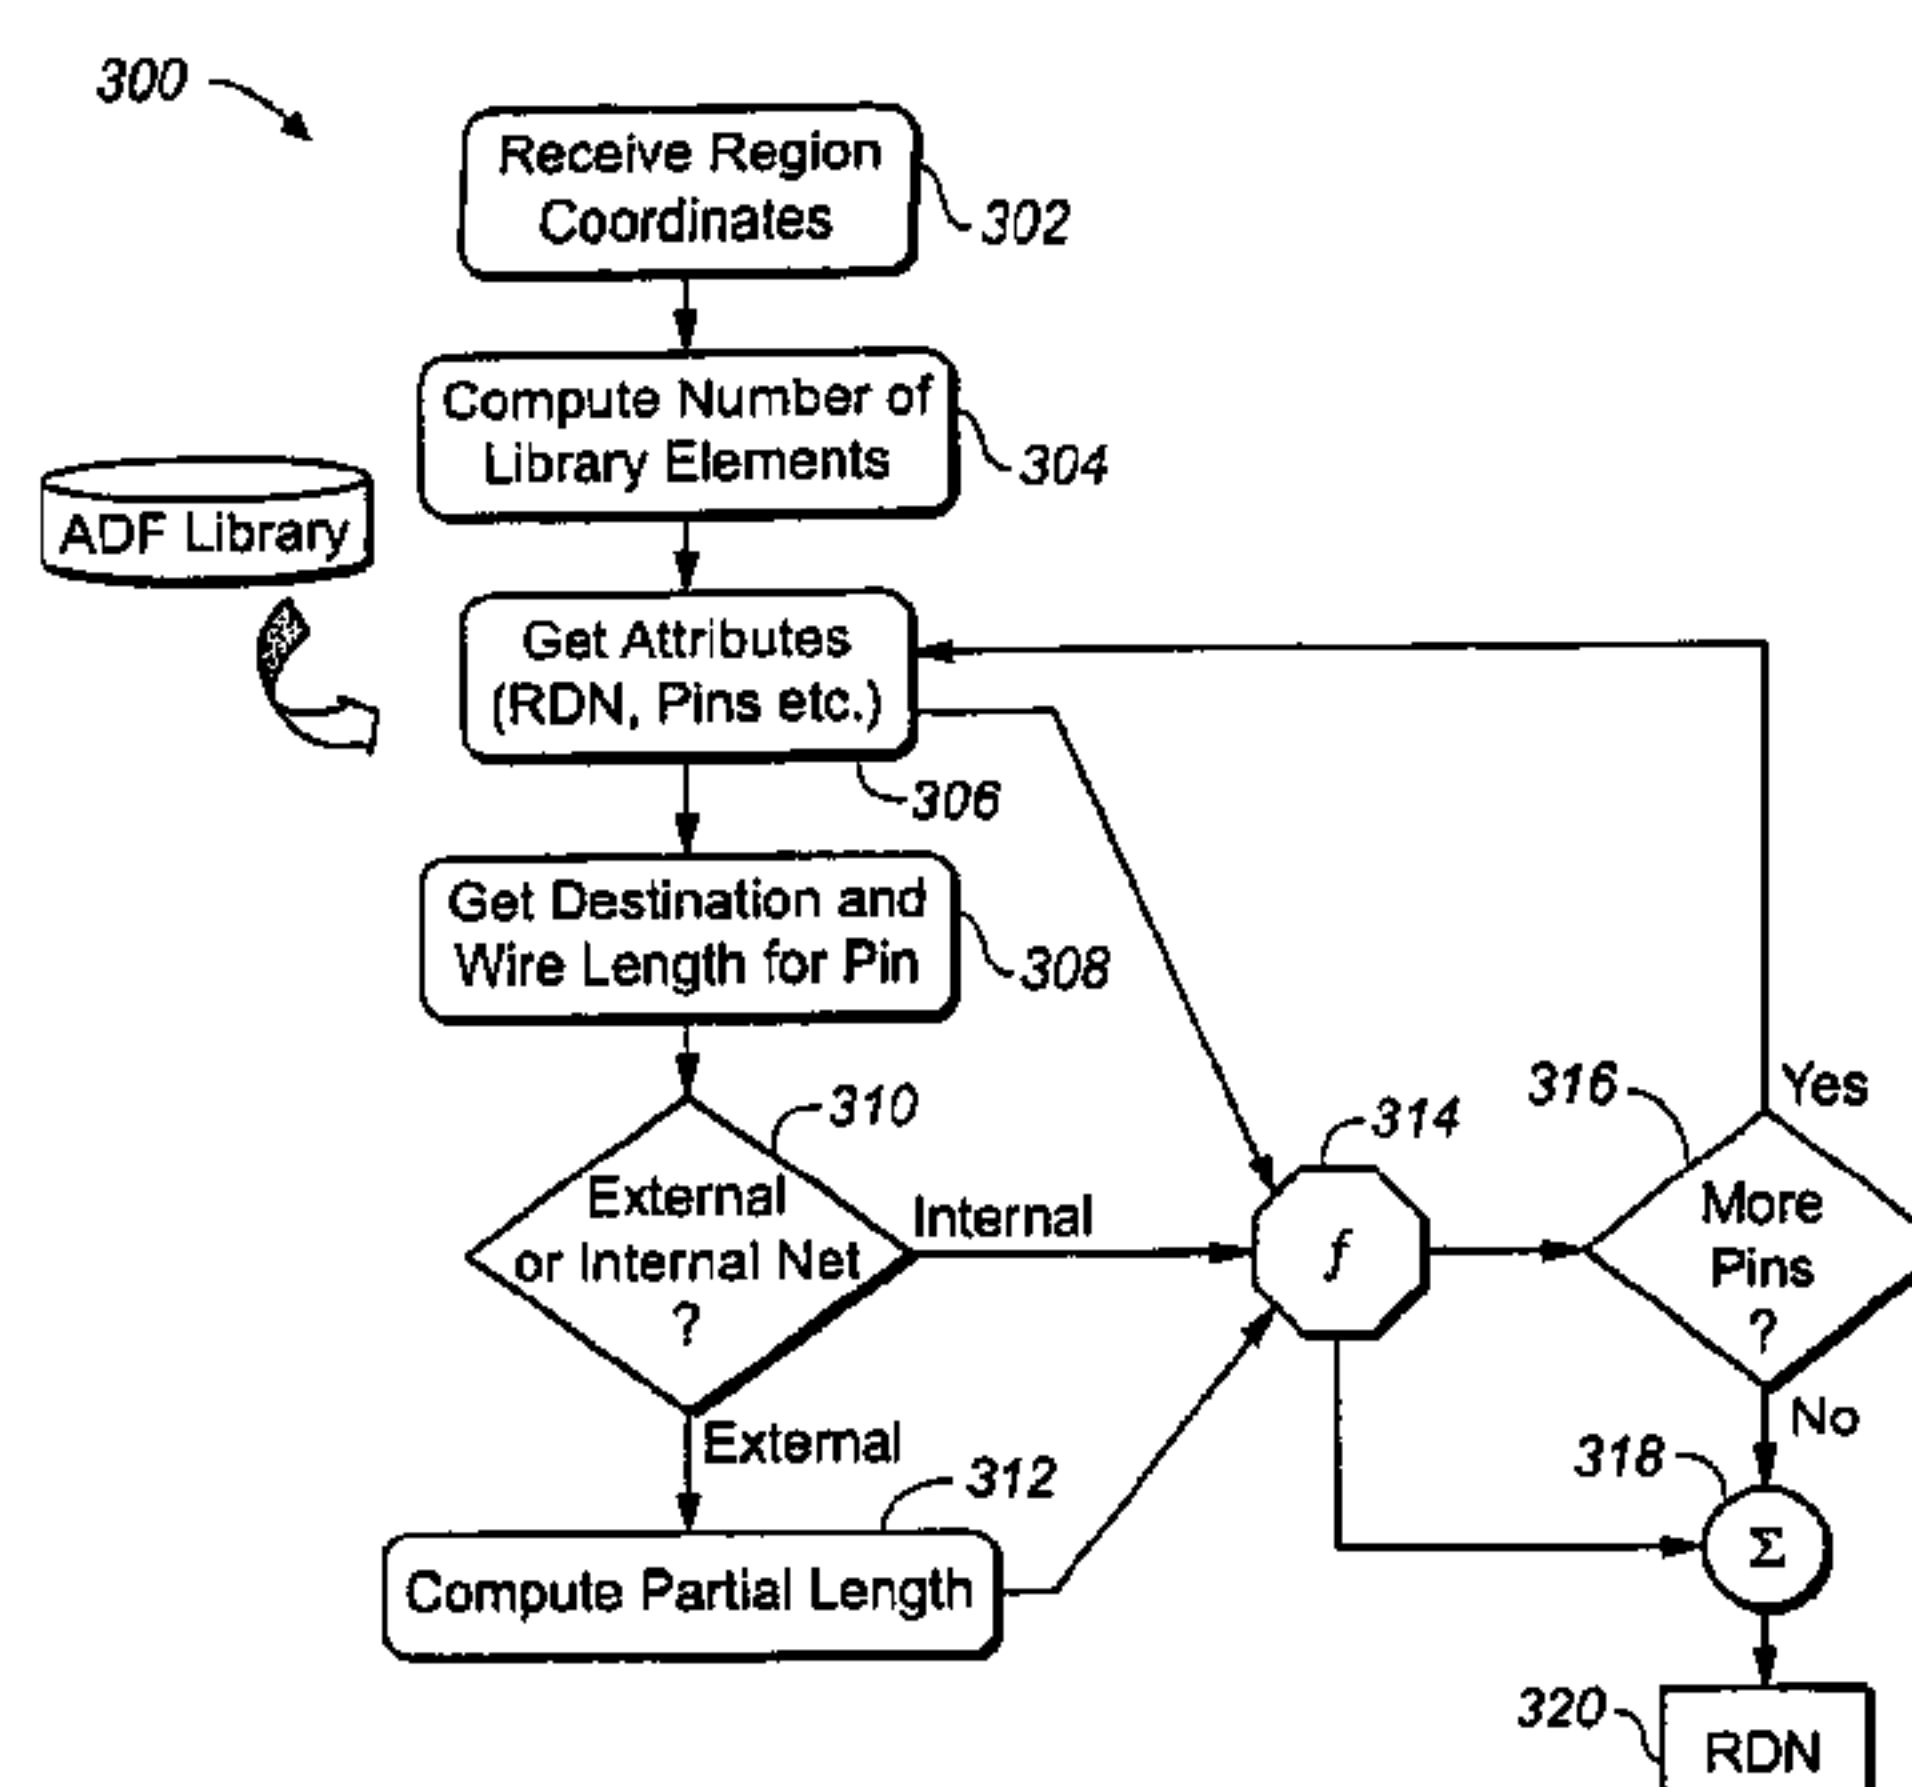 300
Receive Region
Coordinates
302
Compute Number of
Library Elements
304
ADF Library
Get Attributes
(RDN, Pins etc.)
306
Get Destination and
Wire Length for Pin
308
310
External
or Internal Net
?
Internal
External
312
Compute Partial Length
314
f
316
Yes
More
Pins
?
No
318
Σ
320
RDN